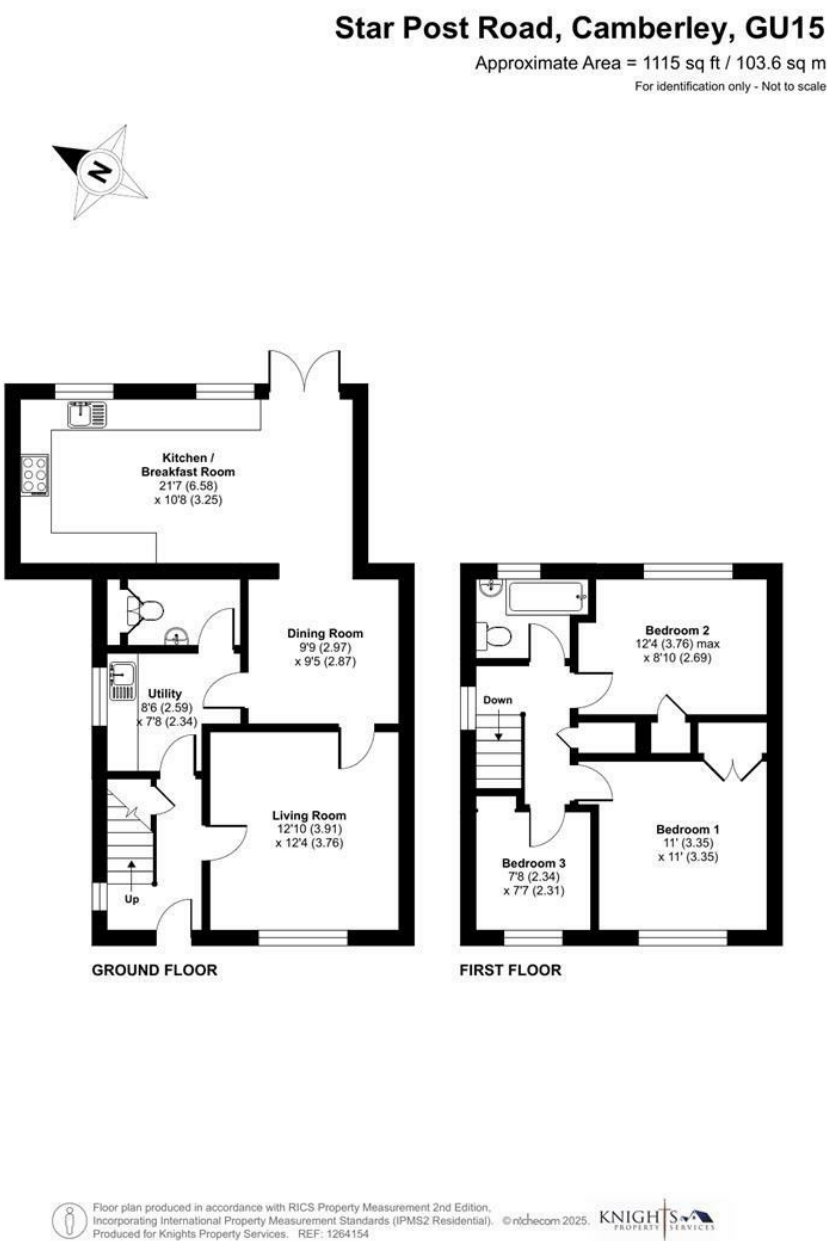 Star Post Road, Camberley, GU15
Approximate Area = 1115 sq ft / 103.6 sq m
For identification only - Not to scale
N
Kitchen /
Breakfast Room
21'7 (6.58)
x 10'8 (3.25)
Dining Room
9'9 (2.97)
x 9'5 (2.87)
Utility
8'6 (2.59)
x 7'8 (2.34)
Living Room
12'10 (3.91)
x 12'4 (3.76)
Up
GROUND FLOOR
Bedroom 2
12'4 (3.76) max
x 8'10 (2.69)
Down
Bedroom 1
11' (3.35)
x 11' (3.35)
Bedroom 3
7'8 (2.34)
x 7'7 (2.31)
FIRST FLOOR
Floor plan produced in accordance with RICS Property Measurement 2nd Edition,
Incorporating International Property Measurement Standards (IPMS2 Residential). © nichecom 2025.
Produced for Knights Property Services. REF: 1264154
KNIGHTS
PROPERTY SERVICES